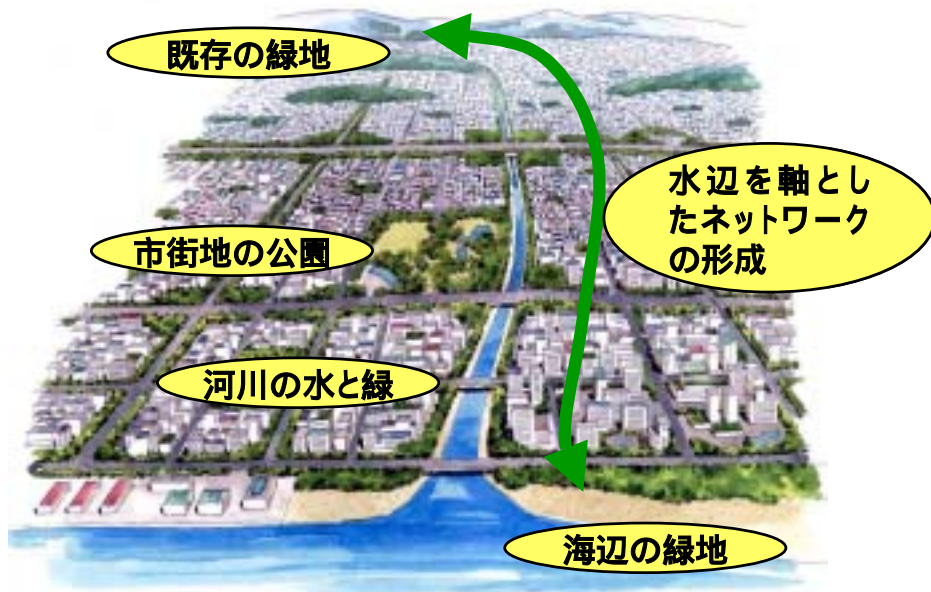 既存の緑地
水辺を軸とし
たネットワーク
の形成
市街地の公園
河川の水と緑
海辺の緑地